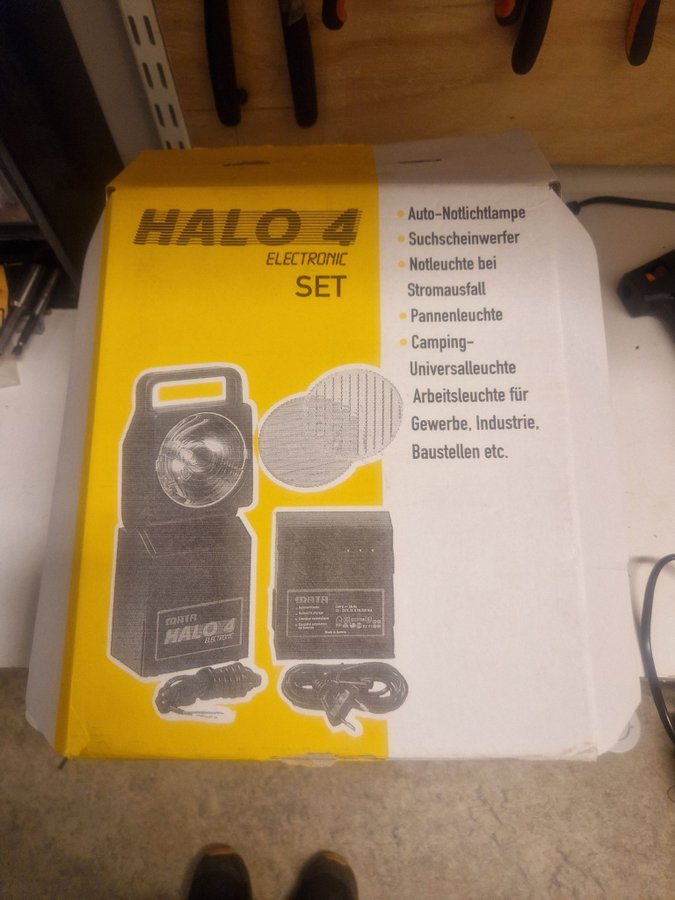 HALO 4
ELECTRONIC
SET
Auto-Notlichtlampe
Suchscheinwerfer
Notleuchte bei
Stromausfall
Pannenleuchte
Camping-
Universalleuchte
Arbeitsleuchte für
Gewerbe, Industrie,
Baustellen etc.
MATA
HALO 4
ELECTRONIC
MATA